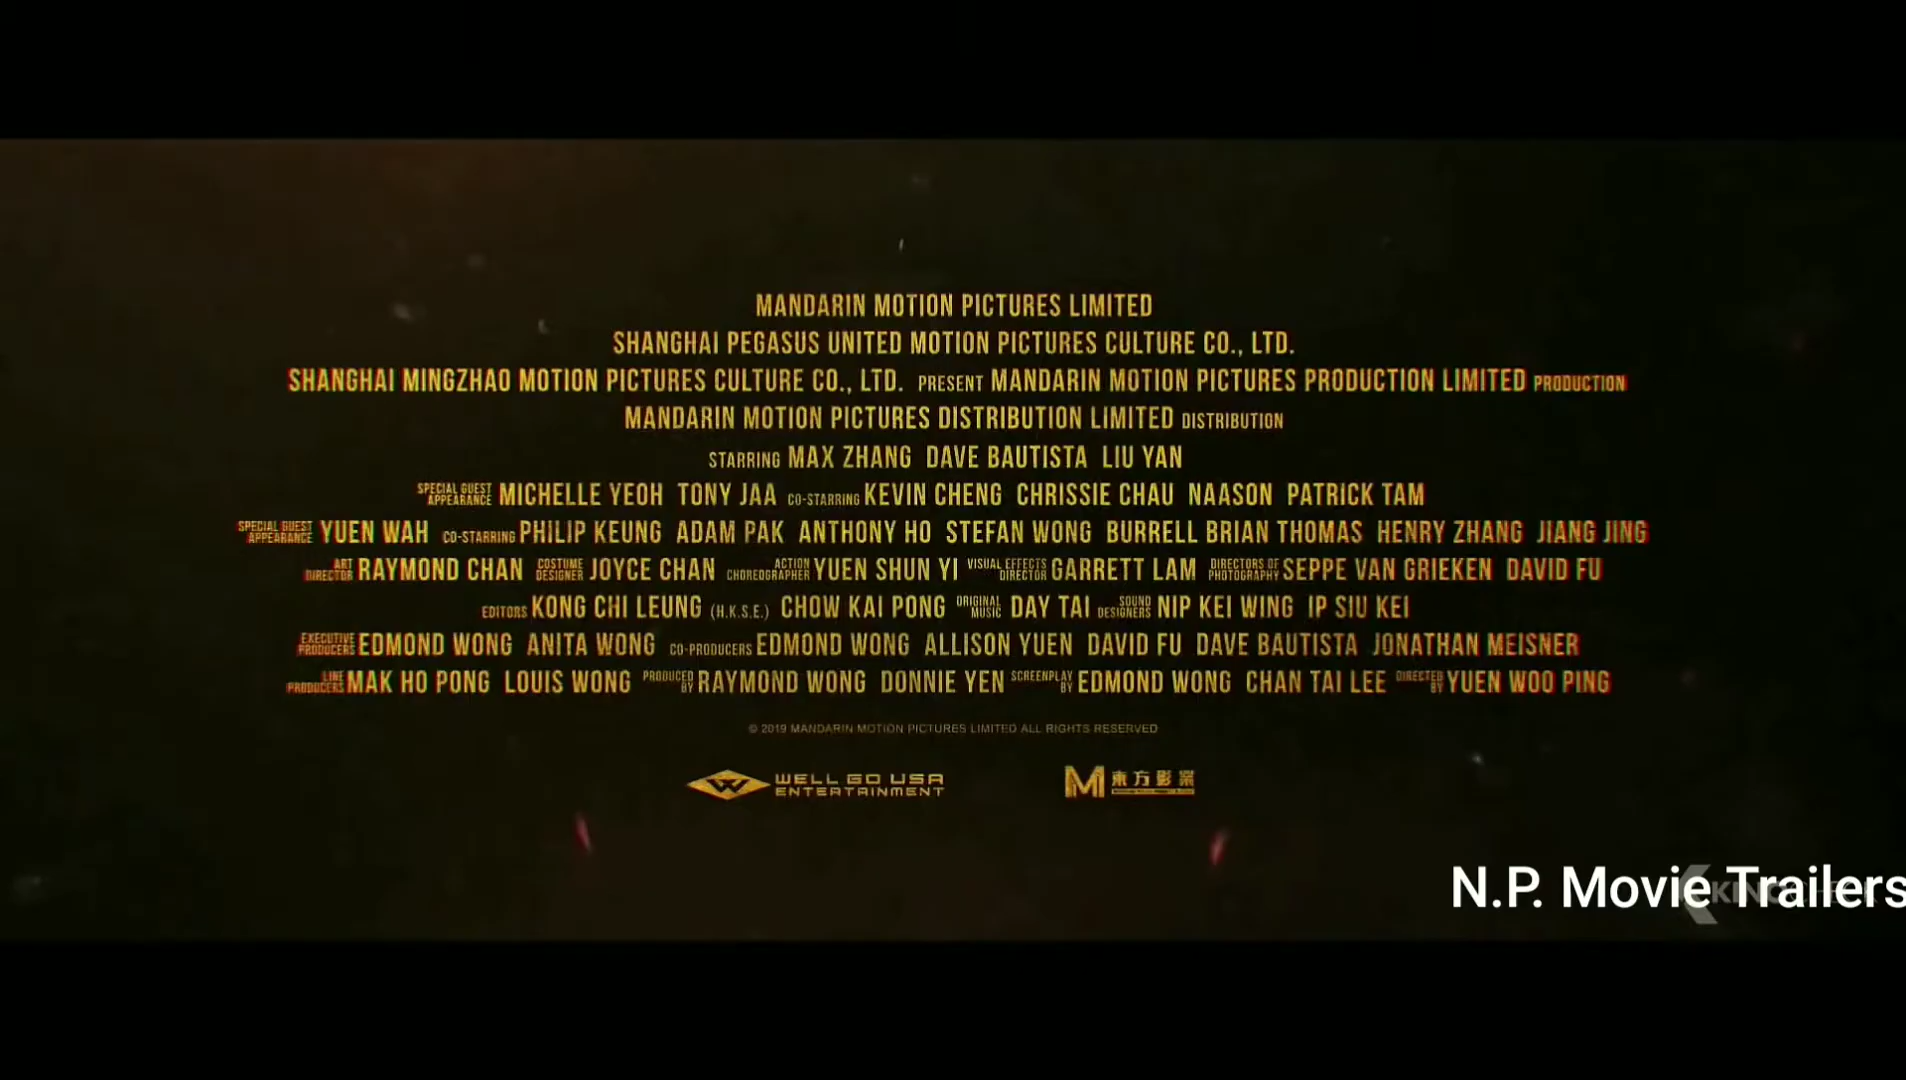 MANDARIN MOTION PICTURES LIMITED
SHANGHAI PEGASUS UNITED MOTION PICTURES CULTURE CO., LTD.
SHANGHAI MINGZHAO MOTION PICTURES CULTURE CO., LTD. PRESENT MANDARIN MOTION PICTURES PRODUCTION LIMITED PRODUCTION
MANDARIN MOTION PICTURES DISTRIBUTION LIMITED DISTRIBUTION
STARRING MAX ZHANG DAVE BAUTISTA LIU YAN
SPECIAL GUEST APPEARANCE MICHELLE YEOH TONY JAA CO-STARRING KEVIN CHENG CHRISSIE CHAU NAASON PATRICK TAM
SPECIAL GUEST APPEARANCE YUEN WAH CO-STARRING PHILIP KEUNG ADAM PAK ANTHONY HO STEFAN WONG BURRELL BRIAN THOMAS HENRY ZHANG JIANG JING
ART DIRECTOR RAYMOND CHAN COSTUME DESIGNER JOYCE CHAN ACTION CHOREOGRAPHER YUEN SHUN YI VISUAL EFFECTS DIRECTOR GARRETT LAM DIRECTORS OF PHOTOGRAPHY SEPPE VAN GRIEKEN DAVID FU
EDITORS KONG CHI LEUNG (H.K.S.E.) CHOW KAI PONG ORIGINAL MUSIC DAY TAI SOUND DESIGNERS NIP KEI WING IP SIU KEI
EXECUTIVE PRODUCERS EDMOND WONG ANITA WONG CO-PRODUCERS EDMOND WONG ALLISON YUEN DAVID FU DAVE BAUTISTA JONATHAN MEISNER
LINE PRODUCERS MAK HO PONG LOUIS WONG PRODUCED BY RAYMOND WONG DONNIE YEN SCREENPLAY BY EDMOND WONG CHAN TAI LEE DIRECTED BY YUEN WOO PING
© 2019 MANDARIN MOTION PICTURES LIMITED ALL RIGHTS RESERVED
WELL GO USA
ENTERTAINMENT
東方影業
N.P. Movie Trailers